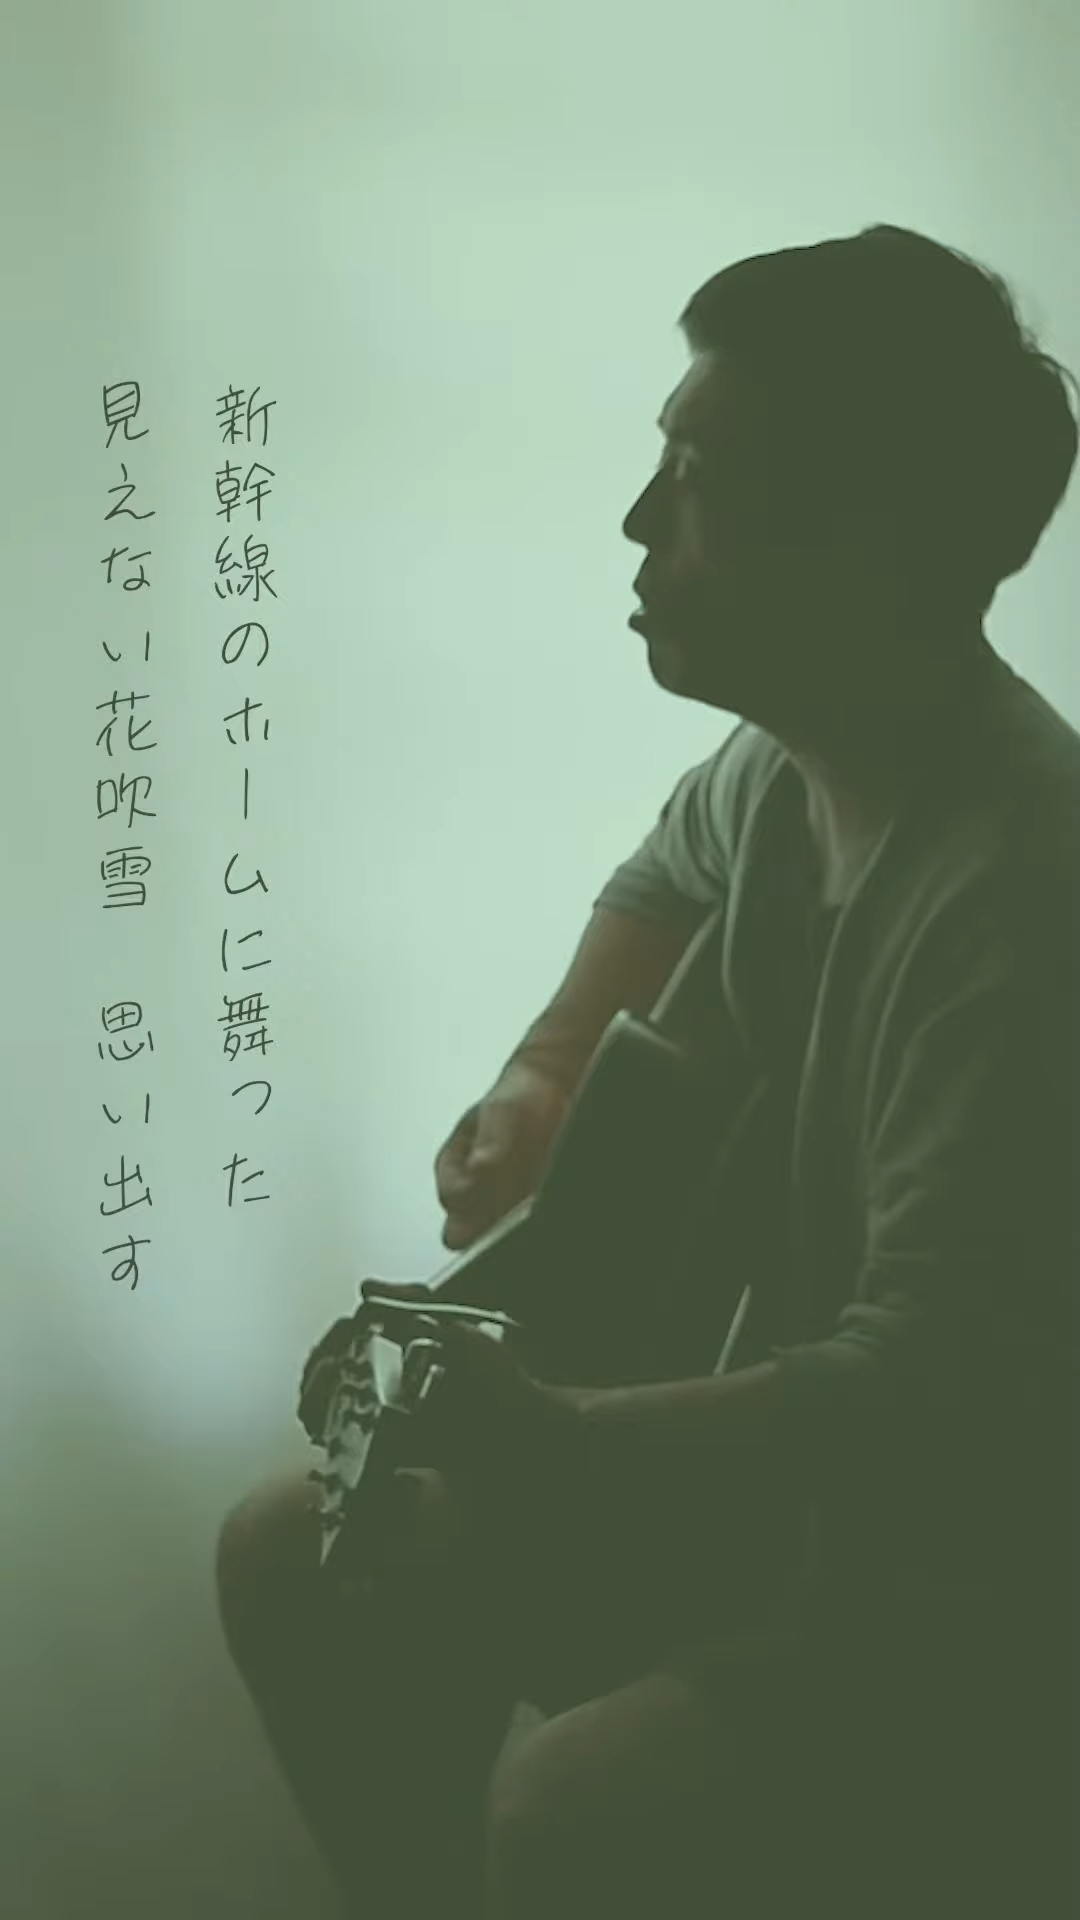 新幹線のホームに舞った
見えない花吹雪　思い出す